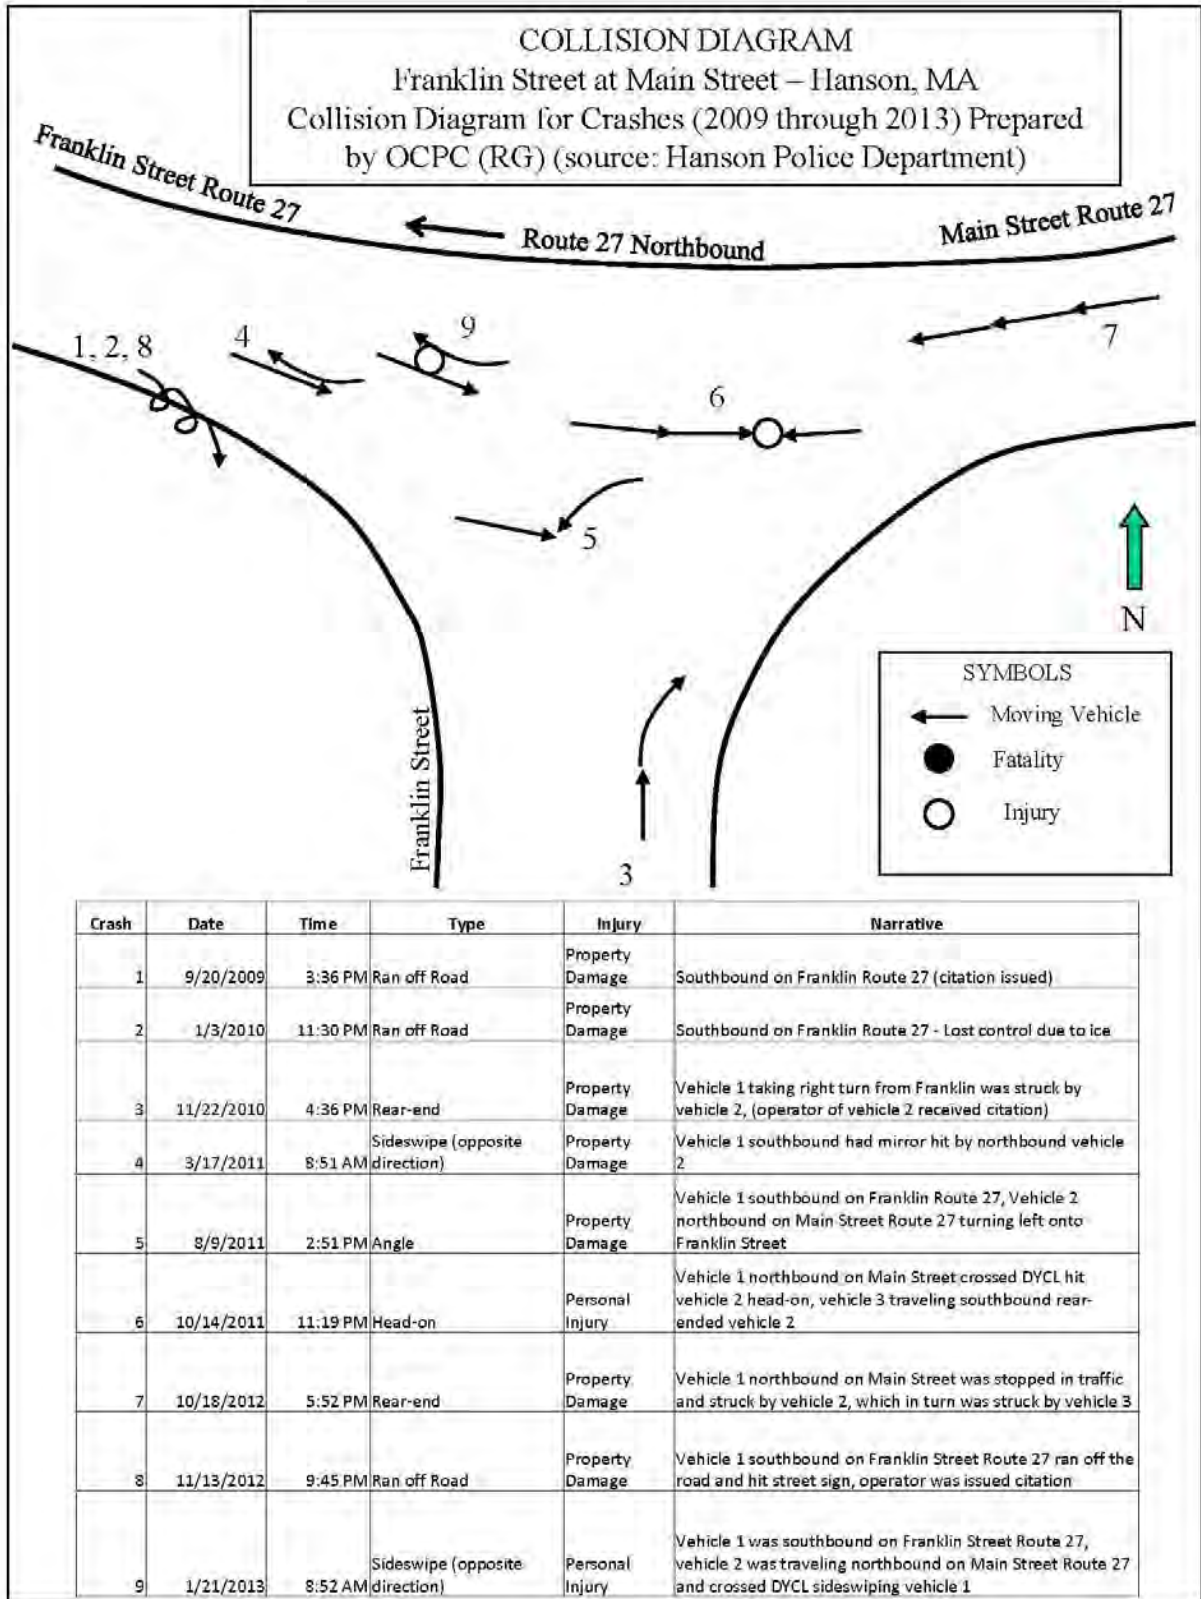 COLLISION DIAGRAM
Franklin Street at Main Street – Hanson, MA
Collision Diagram for Crashes (2009 through 2013) Prepared
by OCPC (RG) (source: Hanson Police Department)
Franklin Street Route 27
Route 27 Northbound
Main Street Route 27
1, 2, 8
4
9
7
6
5
N
SYMBOLS
Moving Vehicle
Fatality
Injury
Franklin Street
3
Crash Date Time Type Injury Narrative
1 9/20/2009 3:36 PM Ran off Road Property Damage Southbound on Franklin Route 27 (citation issued)
2 1/3/2010 11:30 PM Ran off Road Property Damage Southbound on Franklin Route 27 - Lost control due to ice
3 11/22/2010 4:36 PM Rear-end Property Damage Vehicle 1 taking right turn from Franklin was struck by vehicle 2, (operator of vehicle 2 received citation)
4 3/17/2011 8:51 AM Sideswipe (opposite direction) Property Damage Vehicle 1 southbound had mirror hit by northbound vehicle 2
5 8/9/2011 2:51 PM Angle Property Damage Vehicle 1 southbound on Franklin Route 27, Vehicle 2 northbound on Main Street Route 27 turning left onto Franklin Street
6 10/14/2011 11:19 PM Head-on Personal Injury Vehicle 1 northbound on Main Street crossed DYCL hit vehicle 2 head-on, vehicle 3 traveling southbound rear-ended vehicle 2
7 10/18/2012 5:52 PM Rear-end Property Damage Vehicle 1 northbound on Main Street was stopped in traffic and struck by vehicle 2, which in turn was struck by vehicle 3
8 11/13/2012 9:45 PM Ran off Road Property Damage Vehicle 1 southbound on Franklin Street Route 27 ran off the road and hit street sign, operator was issued citation
9 1/21/2013 8:52 AM Sideswipe (opposite direction) Personal Injury Vehicle 1 was southbound on Franklin Street Route 27, vehicle 2 was traveling northbound on Main Street Route 27 and crossed DYCL sideswiping vehicle 1